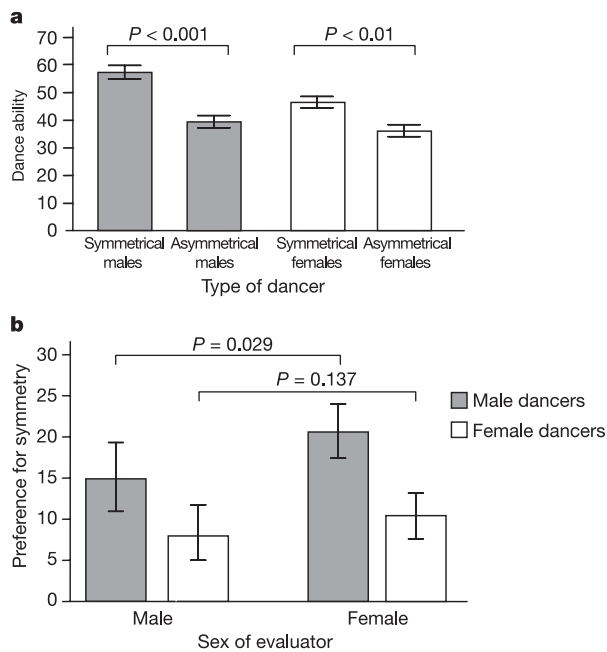 a
70
60
50
40
30
20
10
0
Dance ability
P < 0.001
P < 0.01
Symmetrical males
Asymmetrical males
Symmetrical females
Asymmetrical females
Type of dancer
b
30
25
20
15
10
5
0
Preference for symmetry
P = 0.029
P = 0.137
Male dancers
Female dancers
Male
Female
Sex of evaluator